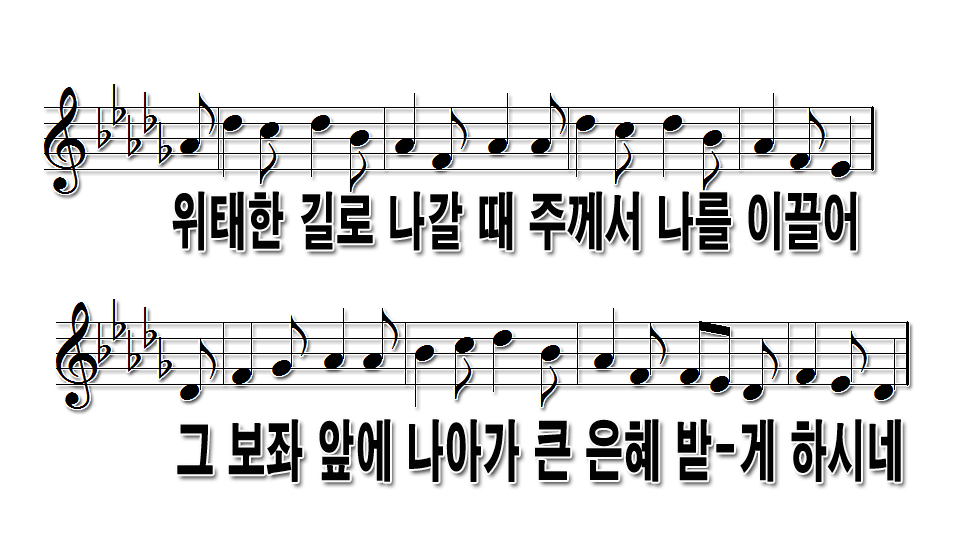 위태한 길로 나갈 때 주께서 나를 이끌어
그 보좌 앞에 나아가 큰 은혜 받-게 하시네